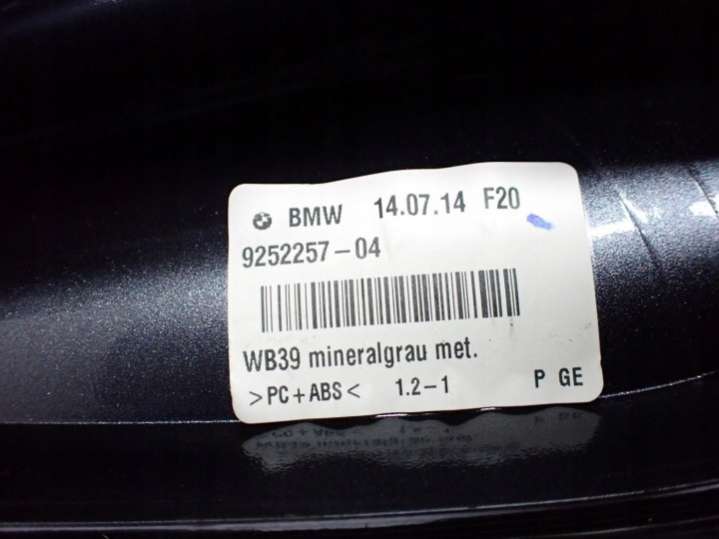 BMW 14.07.14 F20
9252257-04
WB39 mineralgrau met.
>PC+ABS< 1.2-1 P GE